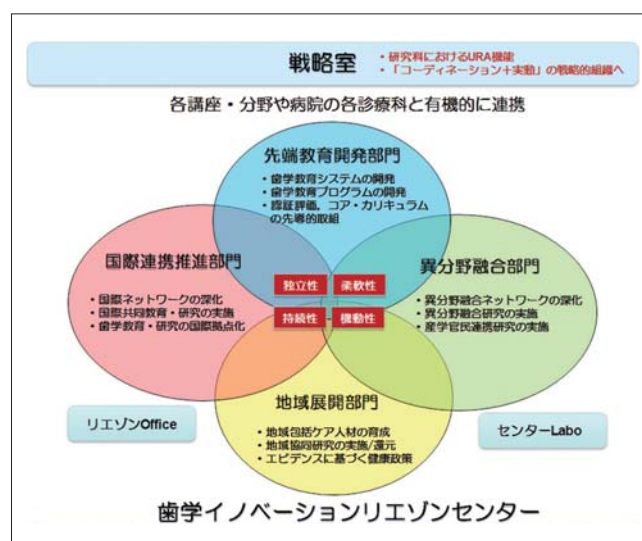 戦略室
・研究科におけるURA機能
・「コーディネーション＋実動」の戦略的組織へ
各講座・分野や病院の各診療科と有機的に連携
先端教育開発部門
・歯学教育システムの開発
・歯学教育プログラムの開発
・認証評価、コア・カリキュラム
の先導的取組
国際連携推進部門
・国際ネットワークの深化
・国際共同教育・研究の実施
・歯学教育・研究の国際拠点化
異分野融合部門
・異分野融合ネットワークの深化
・異分野融合研究の実施
・産学官民連携研究の実施
独立性 柔軟性
持続性 機動性
地域展開部門
・地域包括ケア人材の育成
・地域協同研究の実施/還元
・エビデンスに基づく健康政策
リエゾンOffice
センターLabo
歯学イノベーションリエゾンセンター